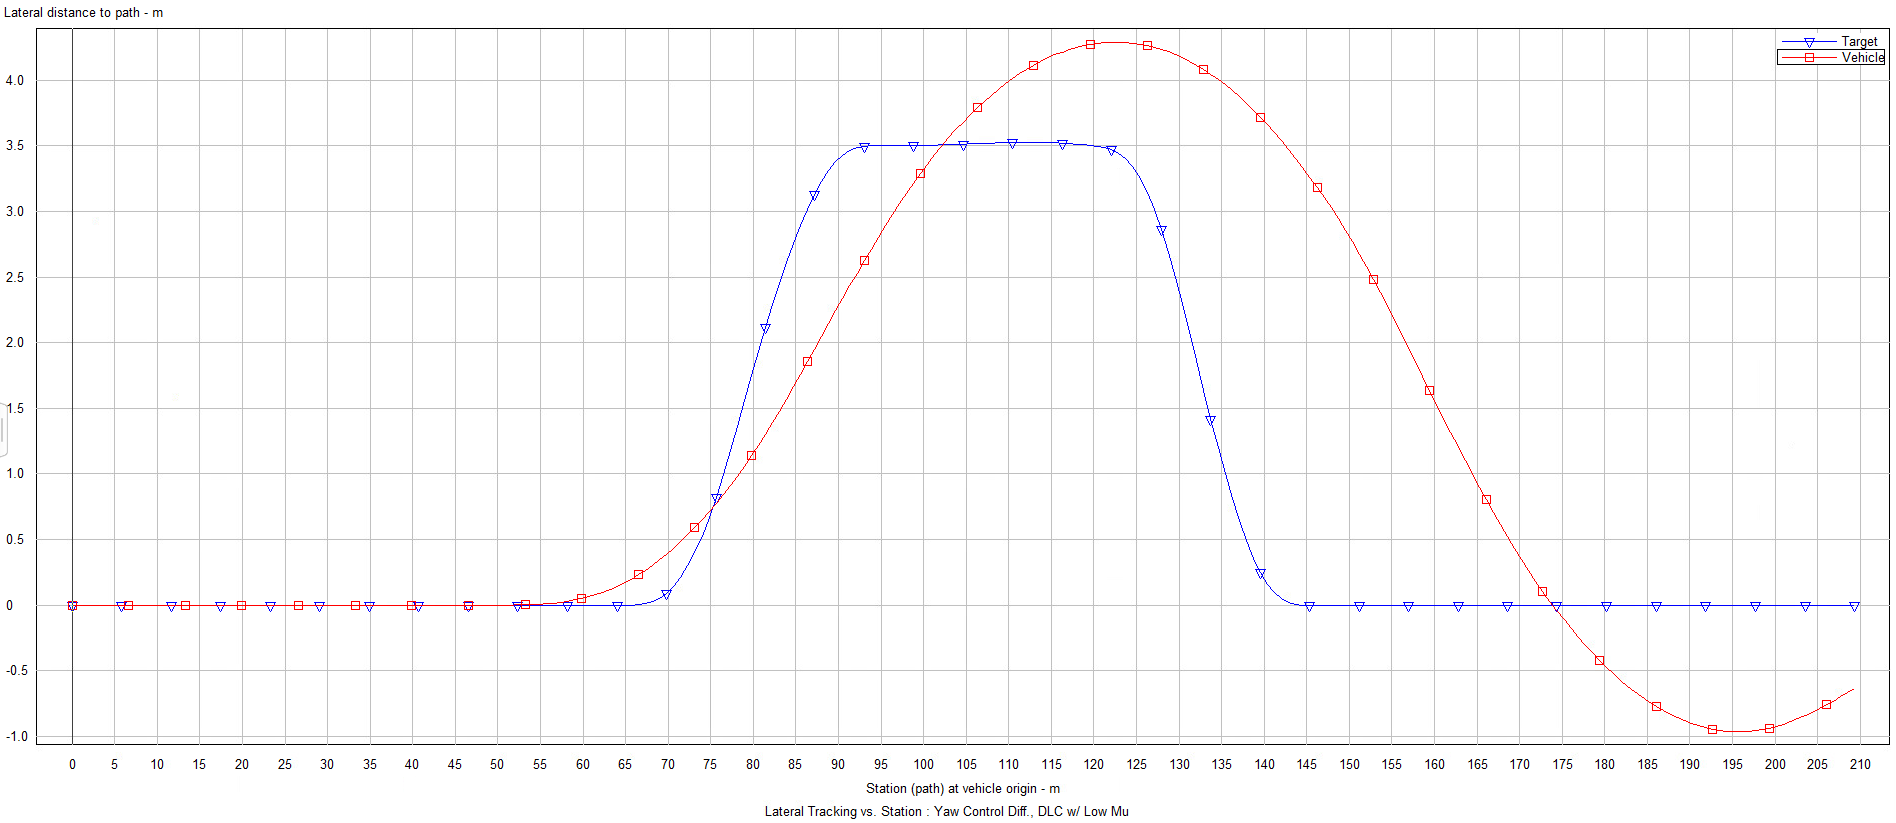 Lateral distance to path - m
Target
Vehicle
4.0
3.5
3.0
2.5
2.0
1.5
1.0
0.5
0
-0.5
-1.0
0 5 10 15 20 25 30 35 40 45 50 55 60 65 70 75 80 85 90 95 100 105 110 115 120 125 130 135 140 145 150 155 160 165 170 175 180 185 190 195 200 205 210
Station (path) at vehicle origin - m
Lateral Tracking vs. Station : Yaw Control Diff., DLC w/ Low Mu